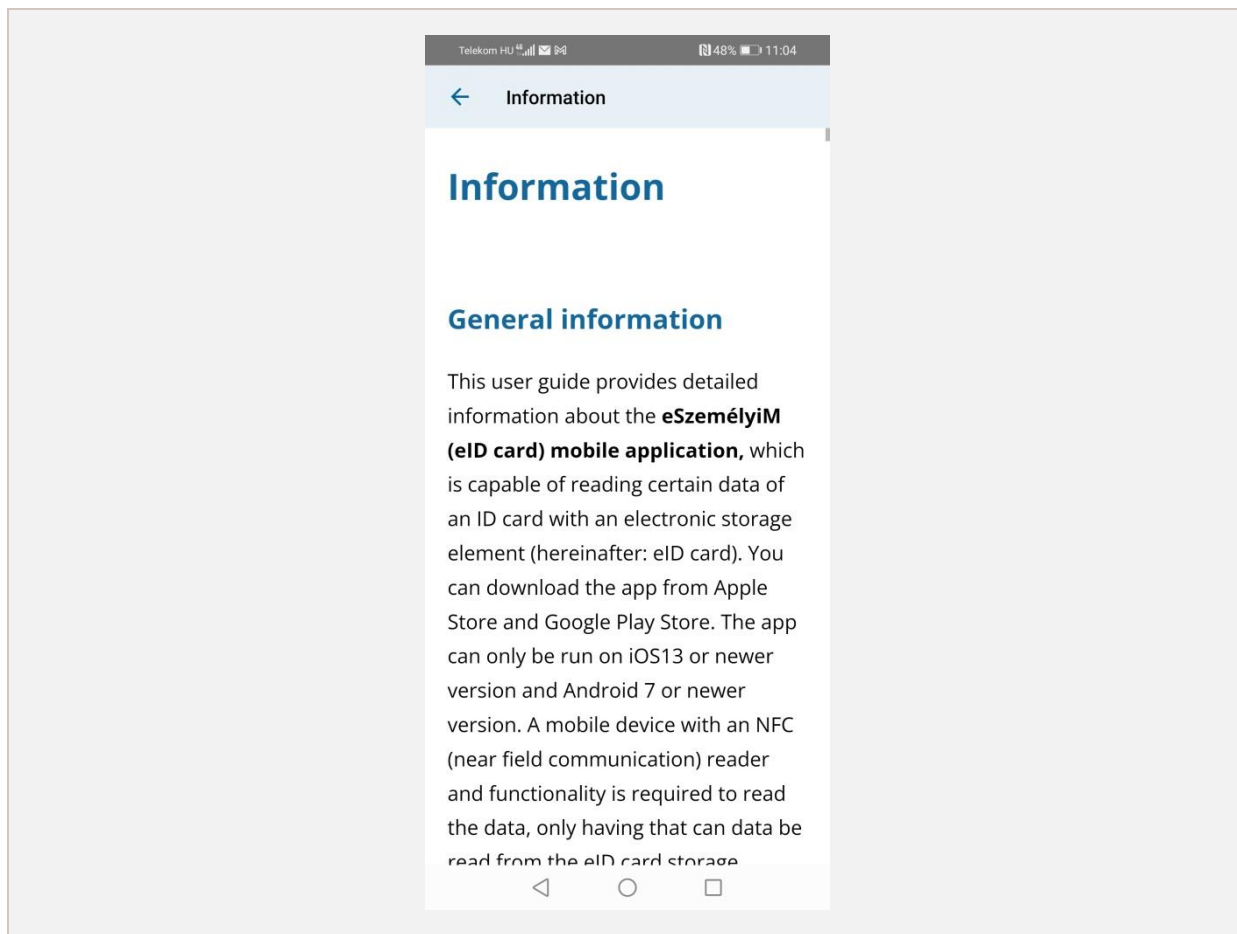 Telekom HU 48% 11:04
Information
Information
General information
This user guide provides detailed
information about the eSzemélyiM
(eID card) mobile application, which
is capable of reading certain data of
an ID card with an electronic storage
element (hereinafter: eID card). You
can download the app from Apple
Store and Google Play Store. The app
can only be run on iOS13 or newer
version and Android 7 or newer
version. A mobile device with an NFC
(near field communication) reader
and functionality is required to read
the data, only having that can data be
read from the eID card storage